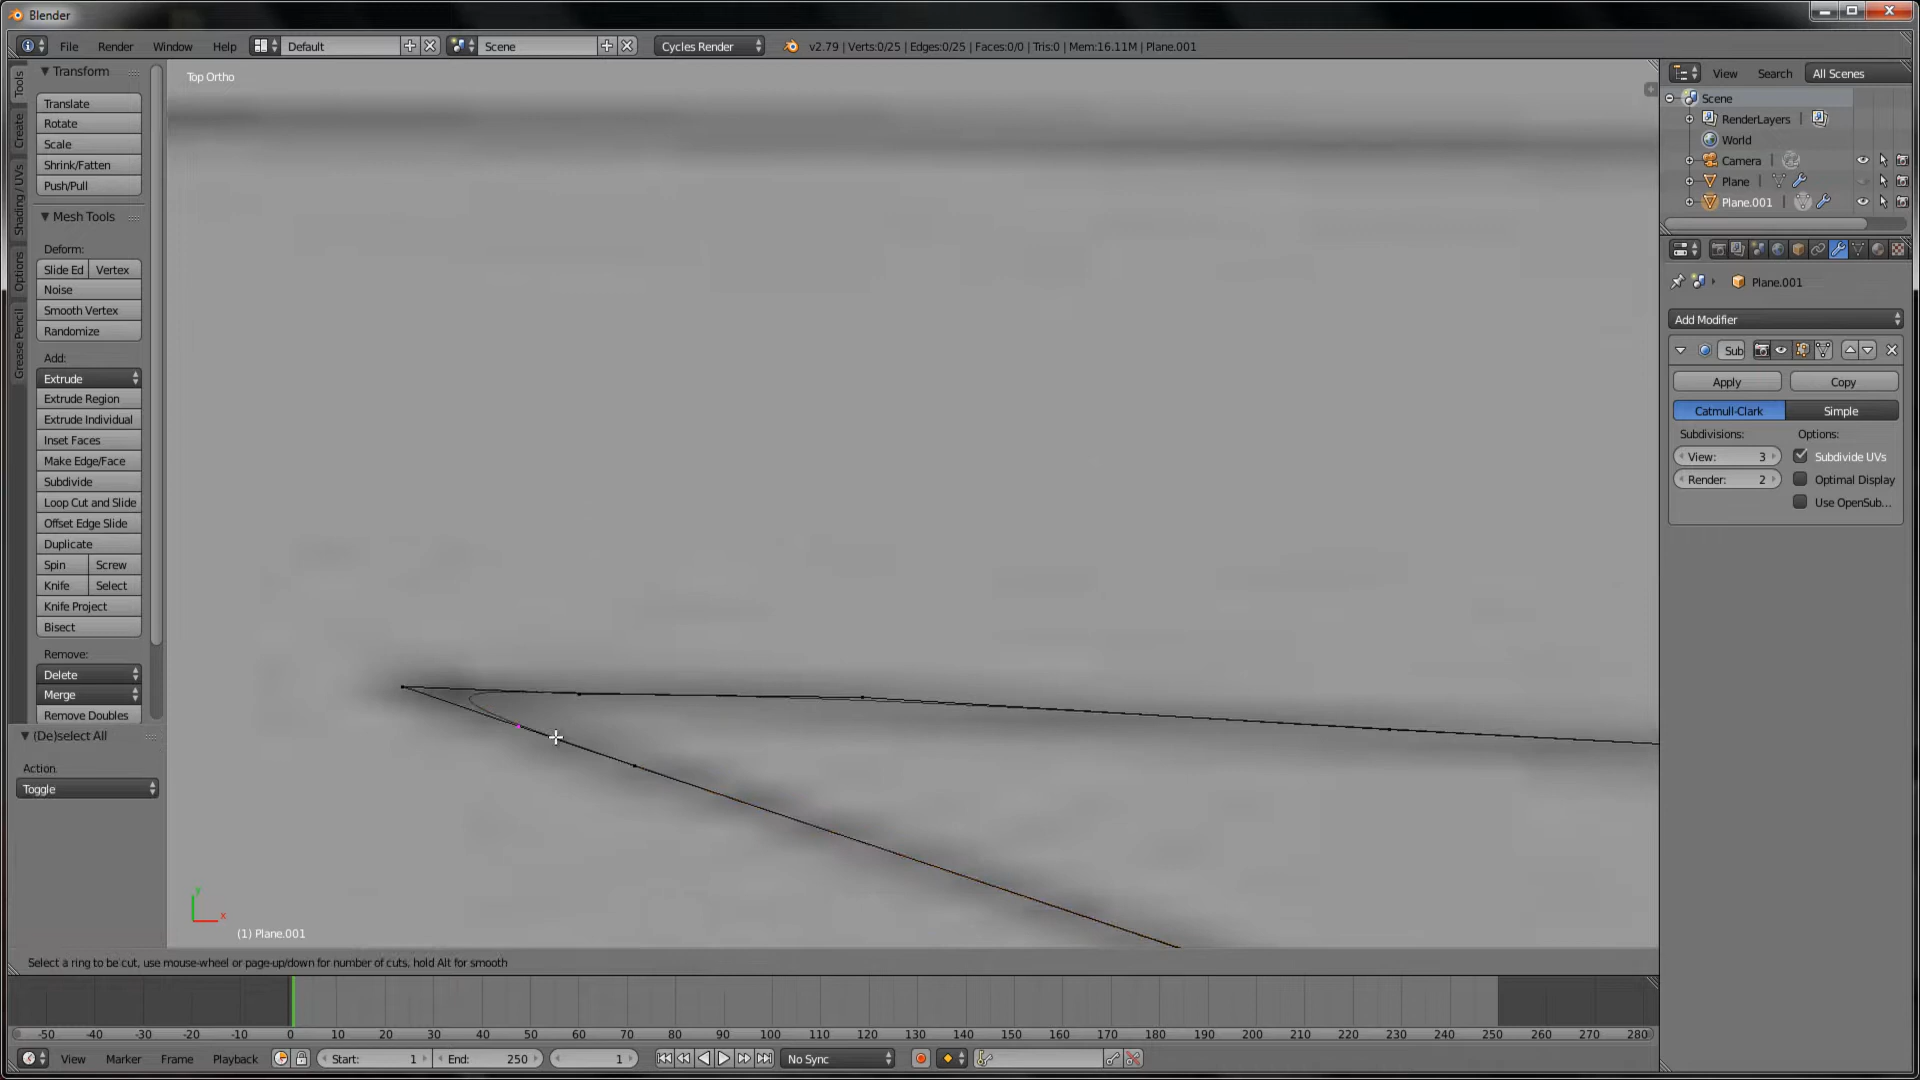 Blender
File Render Window Help Default Scene Cycles Render v2.79 | Verts:0/25 | Edges:0/25 | Faces:0/0 | Tris:0 | Mem:16.11M | Plane.001
Tools
Create
Shading / UVs
Options
Grease Pencil
Transform
Translate
Rotate
Scale
Shrink/Fatten
Push/Pull
Mesh Tools
Deform:
Slide Ed Vertex
Noise
Smooth Vertex
Randomize
Add:
Extrude
Extrude Region
Extrude Individual
Inset Faces
Make Edge/Face
Subdivide
Loop Cut and Slide
Offset Edge Slide
Duplicate
Spin Screw
Knife Select
Knife Project
Bisect
Remove:
Delete
Merge
Remove Doubles
(De)select All
Action
Toggle
Top Ortho
y
x
(1) Plane.001
Select a ring to be cut, use mouse-wheel or page-up/down for number of cuts, hold Alt for smooth
View Search All Scenes
Scene
RenderLayers |
World
Camera |
Plane |
Plane.001 |
Plane.001
Add Modifier
Sub
Apply Copy
Catmull-Clark Simple
Subdivisions: Options:
View: 3 Subdivide UVs
Render: 2 Optimal Display
Use OpenSub...
-50 -40 -30 -20 -10 0 10 20 30 40 50 60 70 80 90 100 110 120 130 140 150 160 170 180 190 200 210 220 230 240 250 260 270 280
View Marker Frame Playback Start: 1 End: 250 1 No Sync